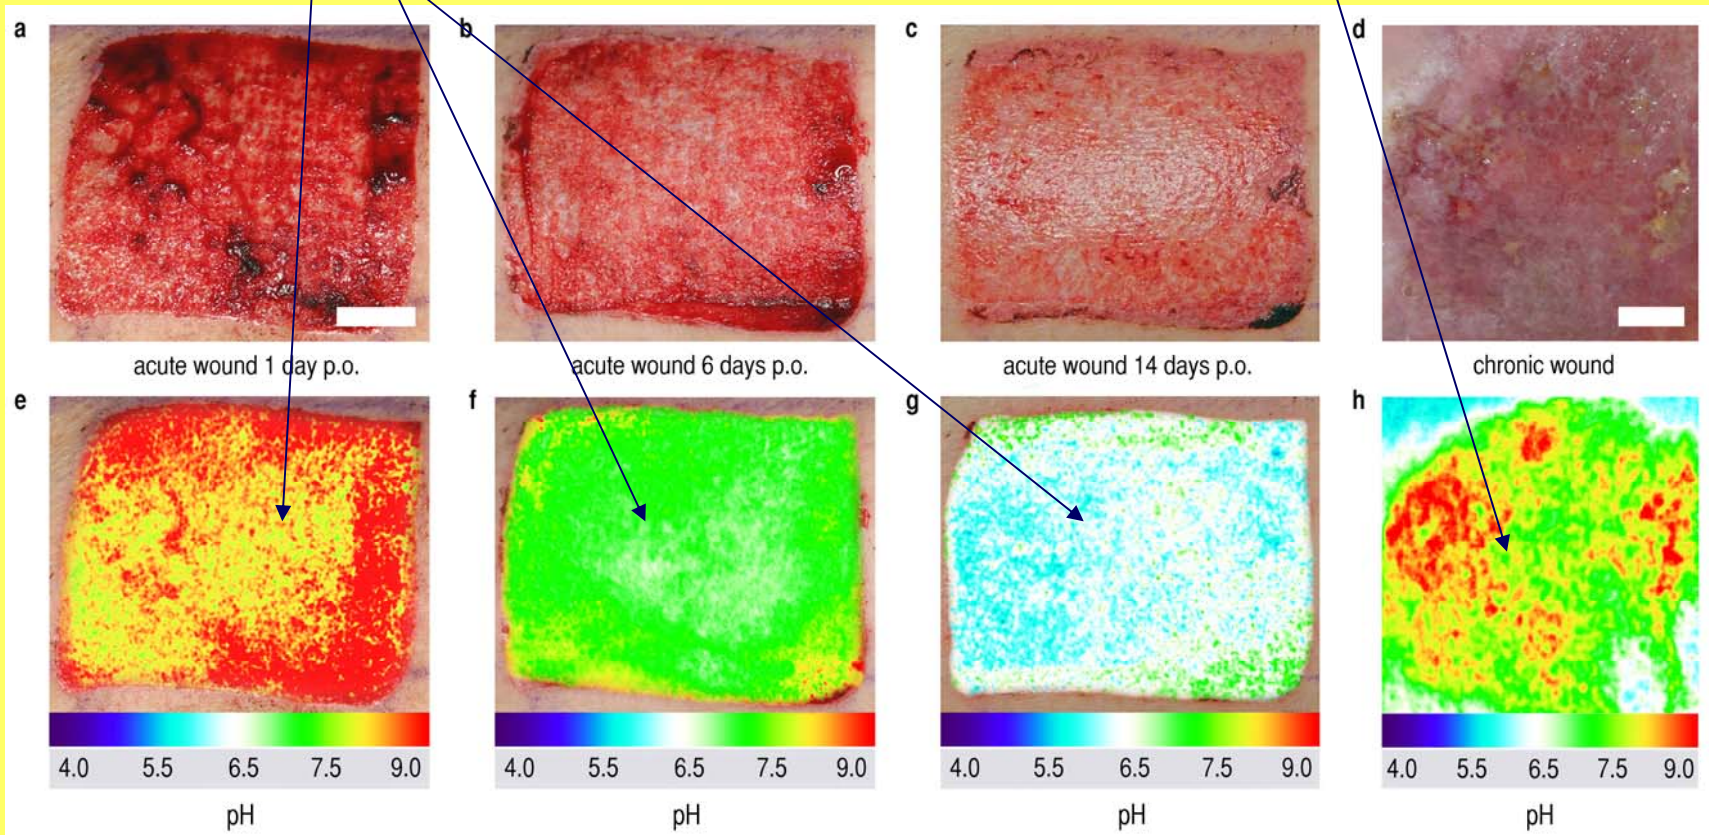 a b c d
acute wound 1 day p.o. acute wound 6 days p.o. acute wound 14 days p.o. chronic wound
e f g h
4.0 5.5 6.5 7.5 9.0 4.0 5.5 6.5 7.5 9.0 4.0 5.5 6.5 7.5 9.0 4.0 5.5 6.5 7.5 9.0
pH pH pH pH